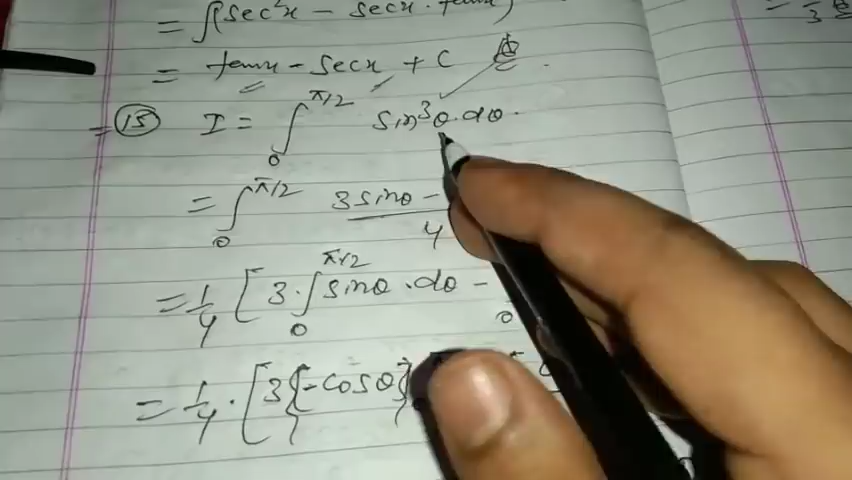 = ∫(sec²x - secx . tanx)
= tanx - secx + C
= (15) I = ∫₀^π/2 sin³θ.dθ.
= ∫₀^π/2 3sinθ - / 4
= 1/4 [ 3. ∫₀^π/2 sinθ .dθ - ₀
= 1/4 . [ 3{-cosθ}